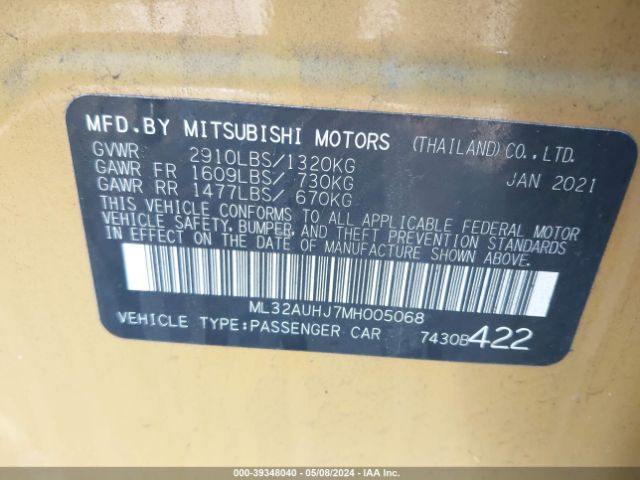 MFD.BY MITSUBISHI MOTORS (THAILAND) CO., LTD.
GVWR 2910LBS/1320KG
GAWR FR 1609LBS/ 730KG JAN 2021
GAWR RR 1477LBS/ 670KG
THIS VEHICLE CONFORMS TO ALL APPLICABLE FEDERAL MOTOR
VEHICLE SAFETY, BUMPER, AND THEFT PREVENTION STANDARDS
IN EFFECT ON THE DATE OF MANUFACTURE SHOWN ABOVE.
ML32AUHJ7MH005068
VEHICLE TYPE:PASSENGER CAR 7430B422
000-39348040 - 05/08/2024 - IAA Inc.